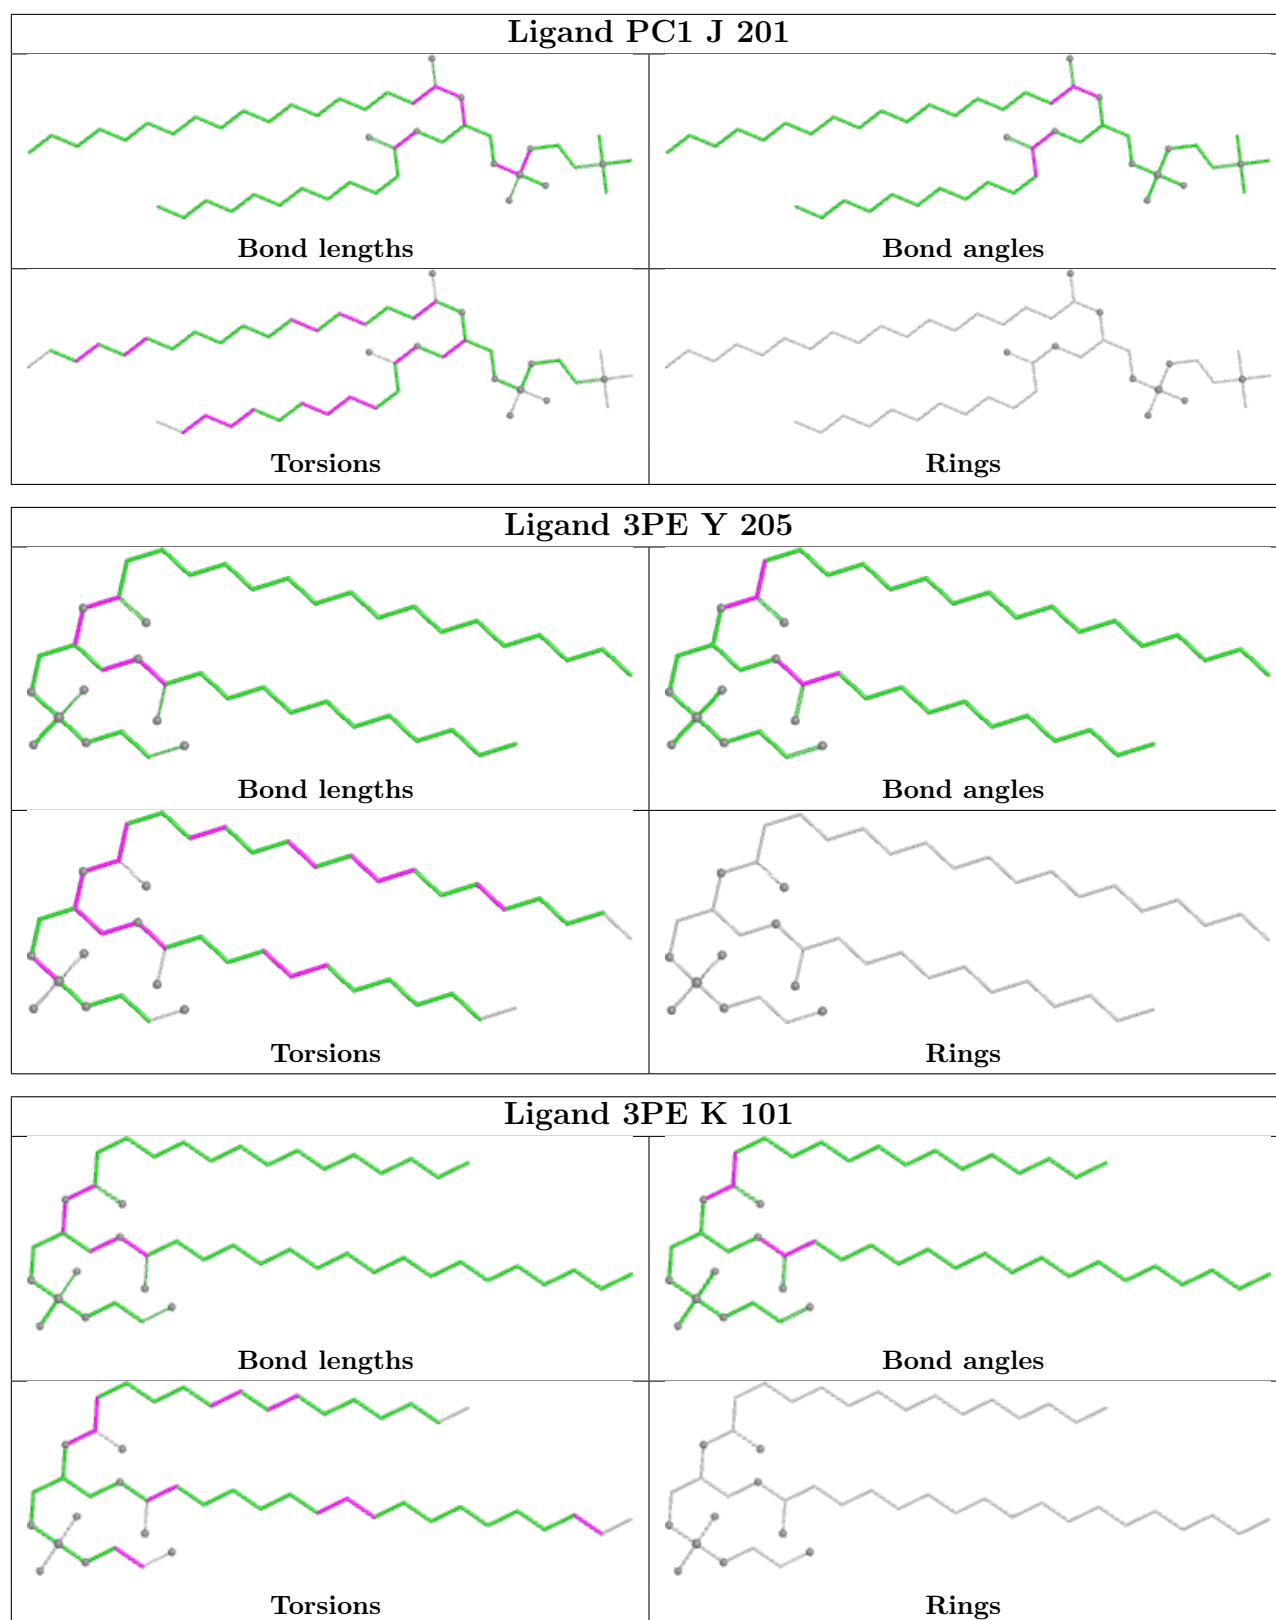 Ligand PC1 J 201
Bond lengths
Bond angles
Torsions
Rings
Ligand 3PE Y 205
Bond lengths
Bond angles
Torsions
Rings
Ligand 3PE K 101
Bond lengths
Bond angles
Torsions
Rings